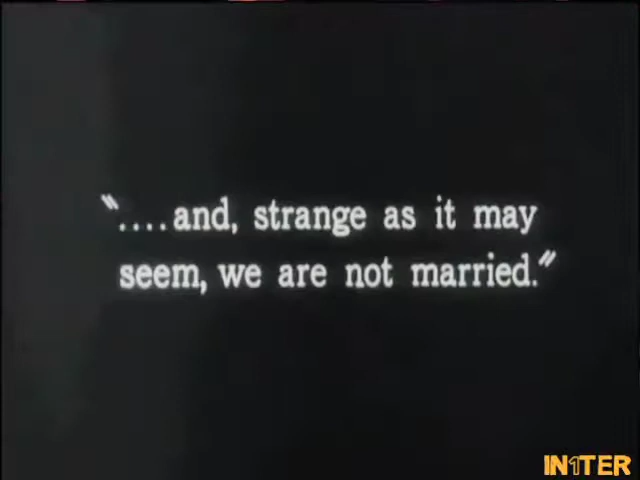 “....and, strange as it may
seem, we are not married.”
IN1TER